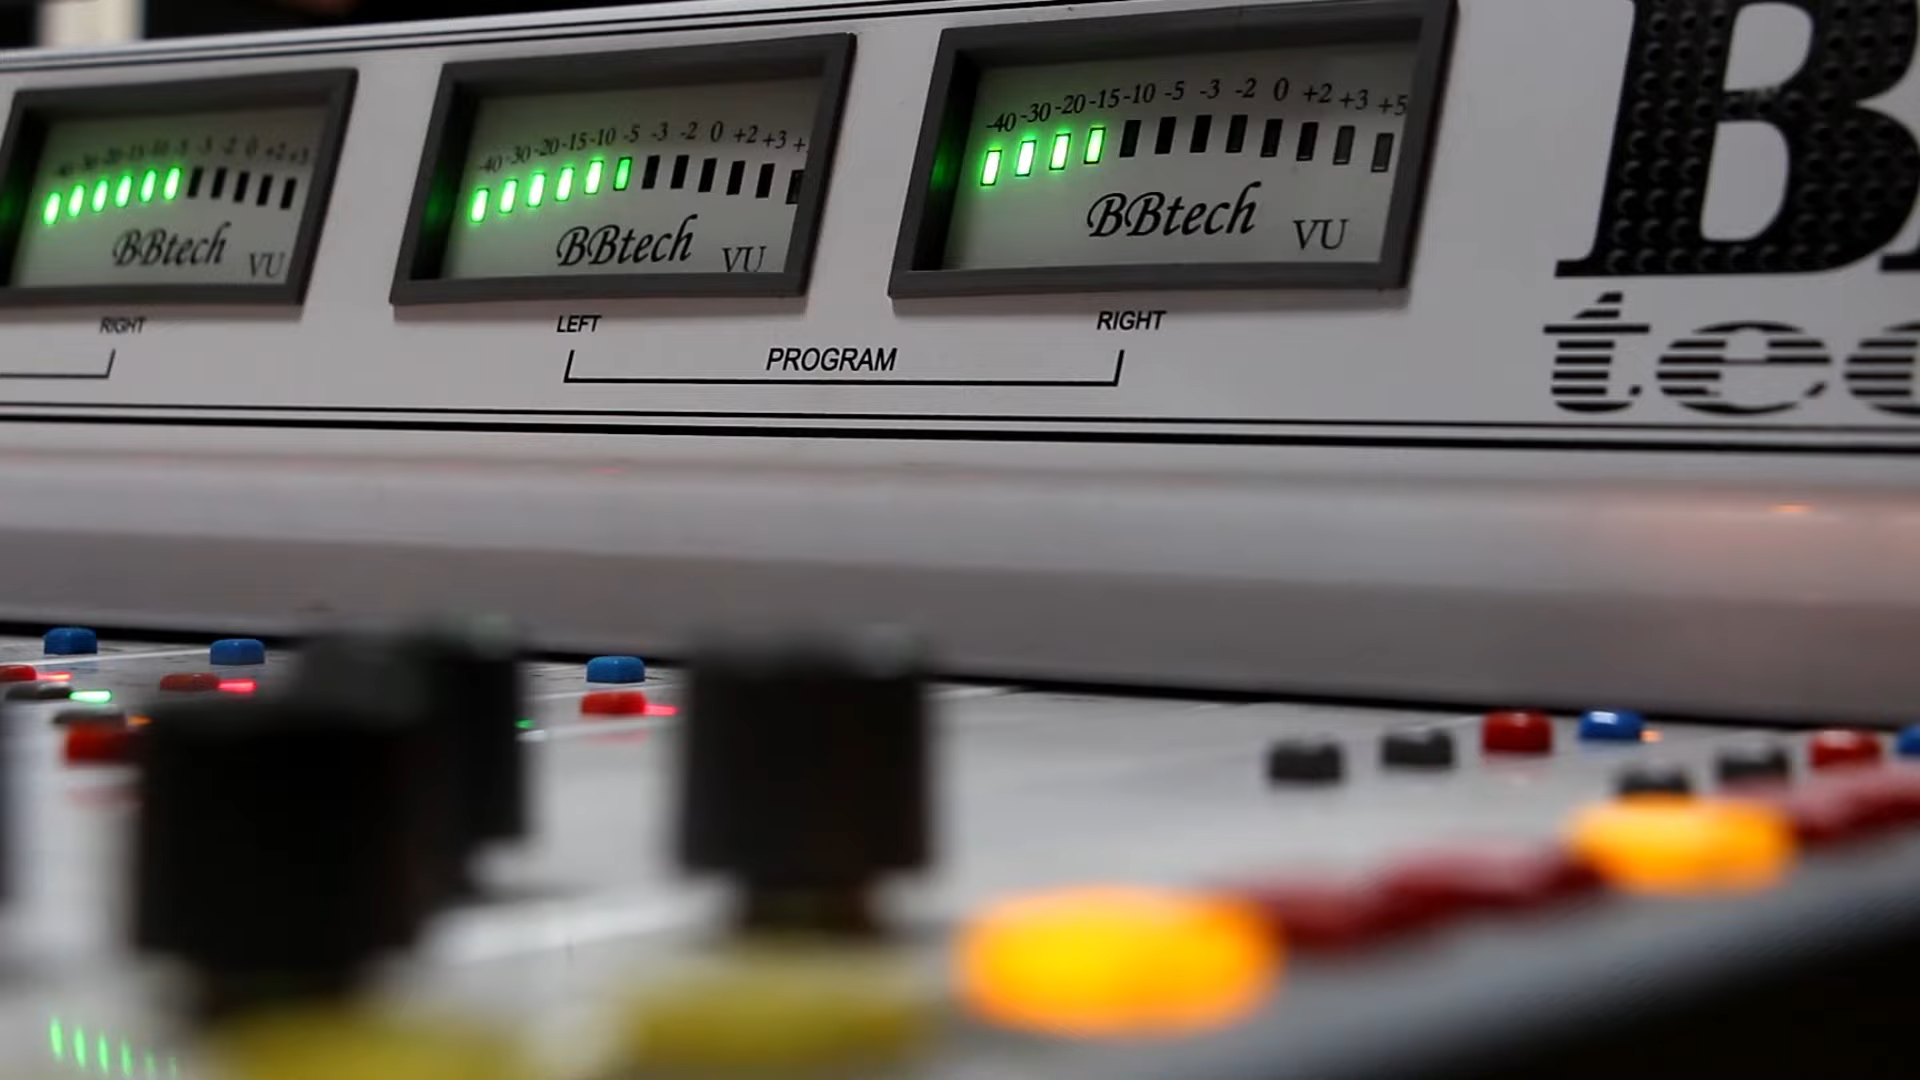 -40 -30 -20 -15 -10 -5 -3 -2 0 +2 +3
BBtech VU
RIGHT
-40 -30 -20 -15 -10 -5 -3 -2 0 +2 +3 +
BBtech VU
LEFT
-40 -30 -20 -15 -10 -5 -3 -2 0 +2 +3 +5
BBtech VU
RIGHT
PROGRAM
B
tec